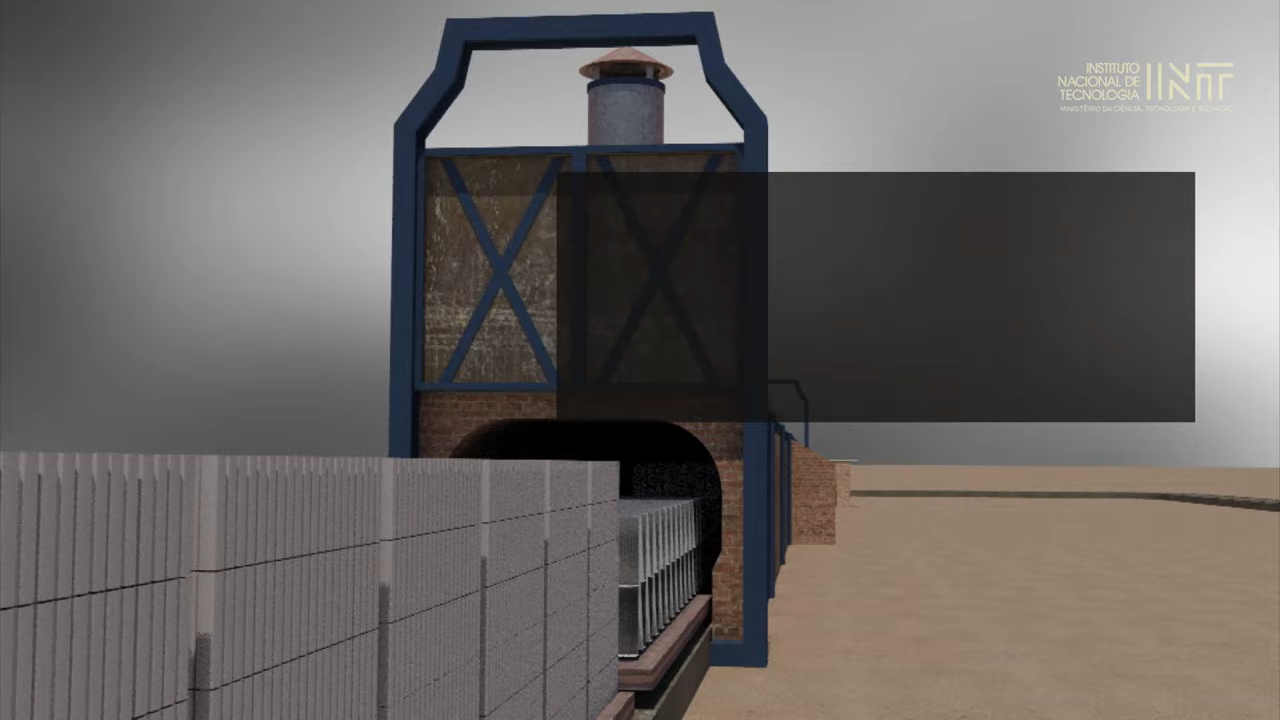 INSTITUTO
NACIONAL DE
TECNOLOGIA
INT
MINISTÉRIO DA CIÊNCIA, TECNOLOGIA E INOVAÇÃO